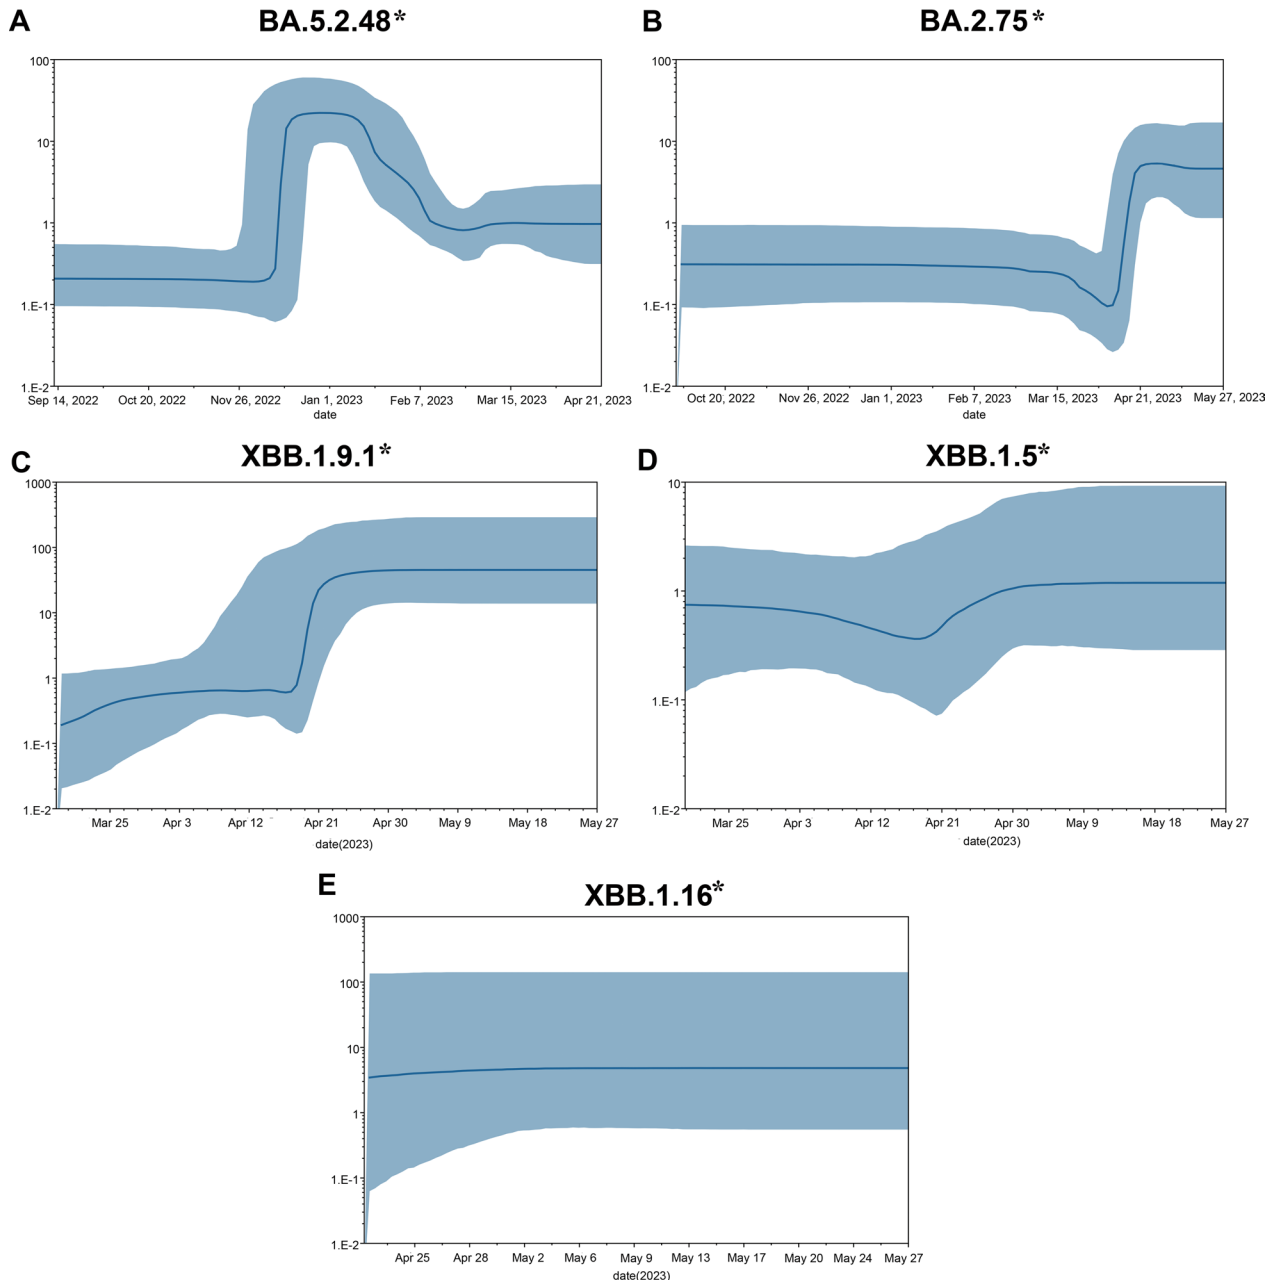 A BA.5.2.48*
100
10
1
1.E-1
1.E-2
Sep 14, 2022 Oct 20, 2022 Nov 26, 2022 Jan 1, 2023 Feb 7, 2023 Mar 15, 2023 Apr 21, 2023
date
B BA.2.75*
100
10
1
1.E-1
1.E-2
Oct 20, 2022 Nov 26, 2022 Jan 1, 2023 Feb 7, 2023 Mar 15, 2023 Apr 21, 2023 May 27, 2023
date
C XBB.1.9.1*
1000
100
10
1
1.E-1
1.E-2
Mar 25 Apr 3 Apr 12 Apr 21 Apr 30 May 9 May 18 May 27
date(2023)
D XBB.1.5*
10
1
1.E-1
1.E-2
Mar 25 Apr 3 Apr 12 Apr 21 Apr 30 May 9 May 18 May 27
date(2023)
E XBB.1.16*
1000
100
10
1
1.E-1
1.E-2
Apr 25 Apr 28 May 2 May 6 May 9 May 13 May 17 May 20 May 24 May 27
date(2023)